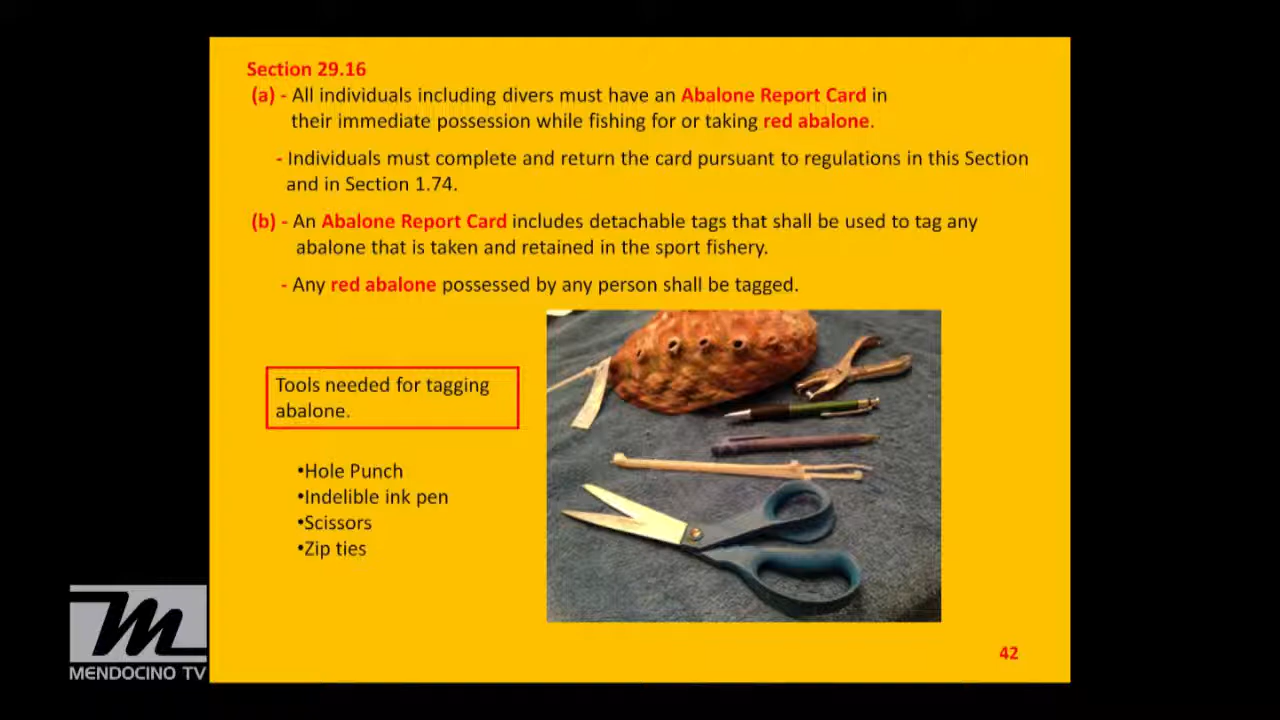 Section 29.16
(a) - All individuals including divers must have an Abalone Report Card in
their immediate possession while fishing for or taking red abalone.
- Individuals must complete and return the card pursuant to regulations in this Section
and in Section 1.74.
(b) - An Abalone Report Card includes detachable tags that shall be used to tag any
abalone that is taken and retained in the sport fishery.
- Any red abalone possessed by any person shall be tagged.
Tools needed for tagging
abalone.
•Hole Punch
•Indelible ink pen
•Scissors
•Zip ties
M
MENDOCINO TV
42